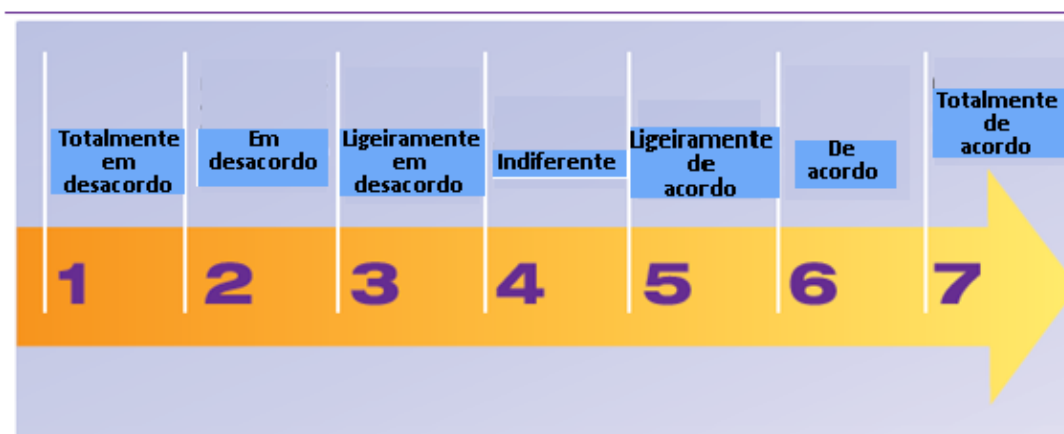 Totalmente
em
desacordo
Em
desacordo
Ligeiramente
em
desacordo
Indiferente
Ligeiramente
de
acordo
De
acordo
Totalmente
de
acordo
1 2 3 4 5 6 7